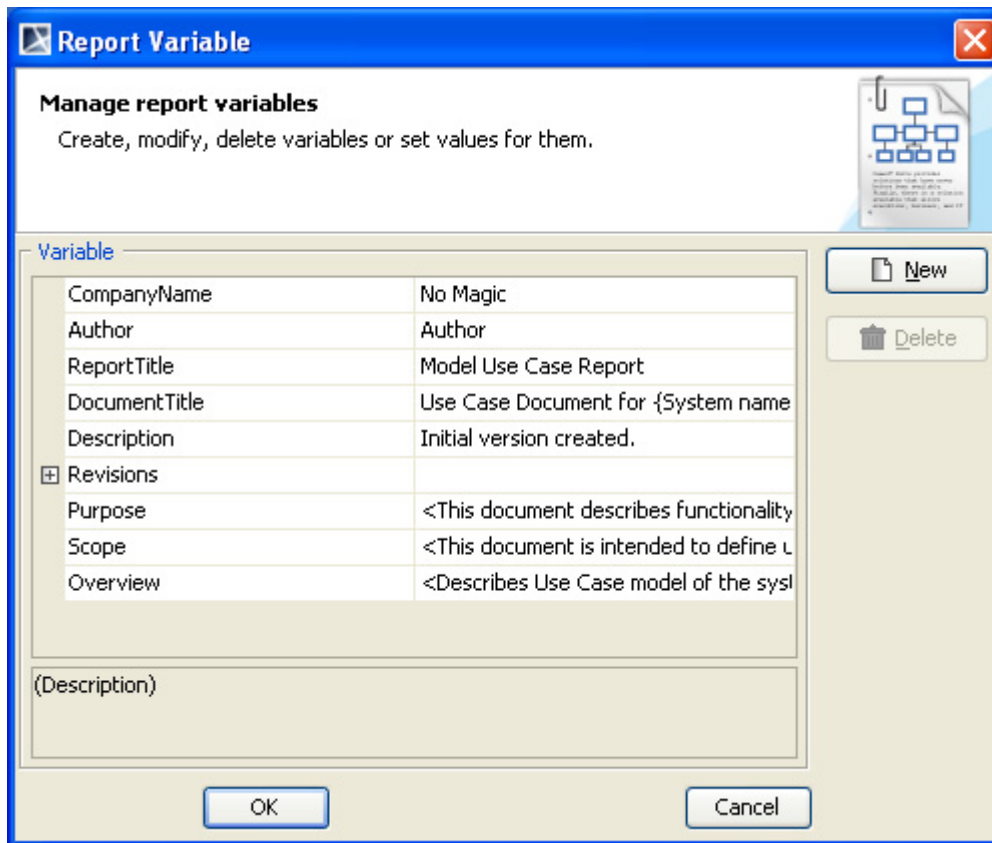 Report Variable
Manage report variables
Create, modify, delete variables or set values for them.
Variable
CompanyName No Magic
Author Author
ReportTitle Model Use Case Report
DocumentTitle Use Case Document for {System name
Description Initial version created.
Revisions
Purpose <This document describes functionality
Scope <This document is intended to define u
Overview <Describes Use Case model of the syst
New
Delete
(Description)
OK Cancel